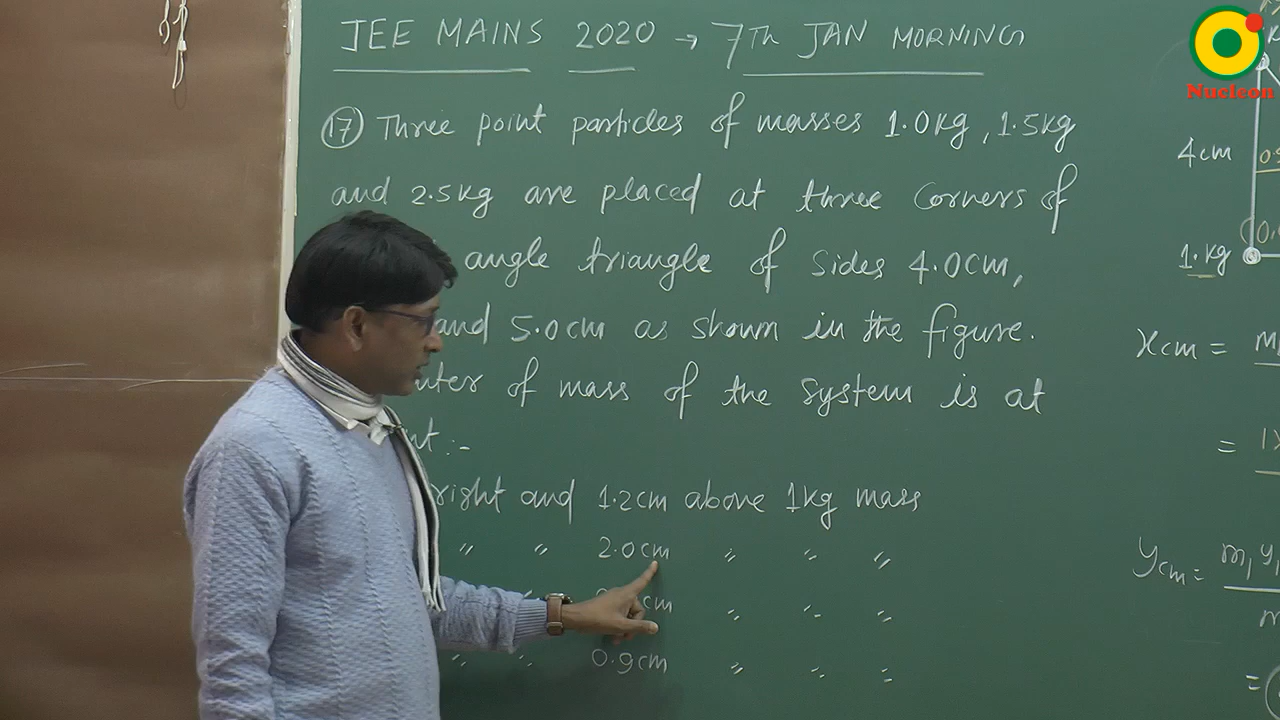 JEE MAINS 2020 → 7Th JAN MORNING
Nucleon
(17) Three point particles of masses 1.0kg, 1.5kg
and 2.5kg are placed at three corners of
angle triangle of sides 4.0cm,
and 5.0cm as shown in the figure.
of mass of the system is at
:-
right and 1.2cm above 1kg mass
〃 〃 2.0cm 〃 〃 〃
cm 〃 〃 〃
〃 〃 0.9cm 〃 〃 〃
4cm
1.kg
xcm =
=
ycm = m1y1
=